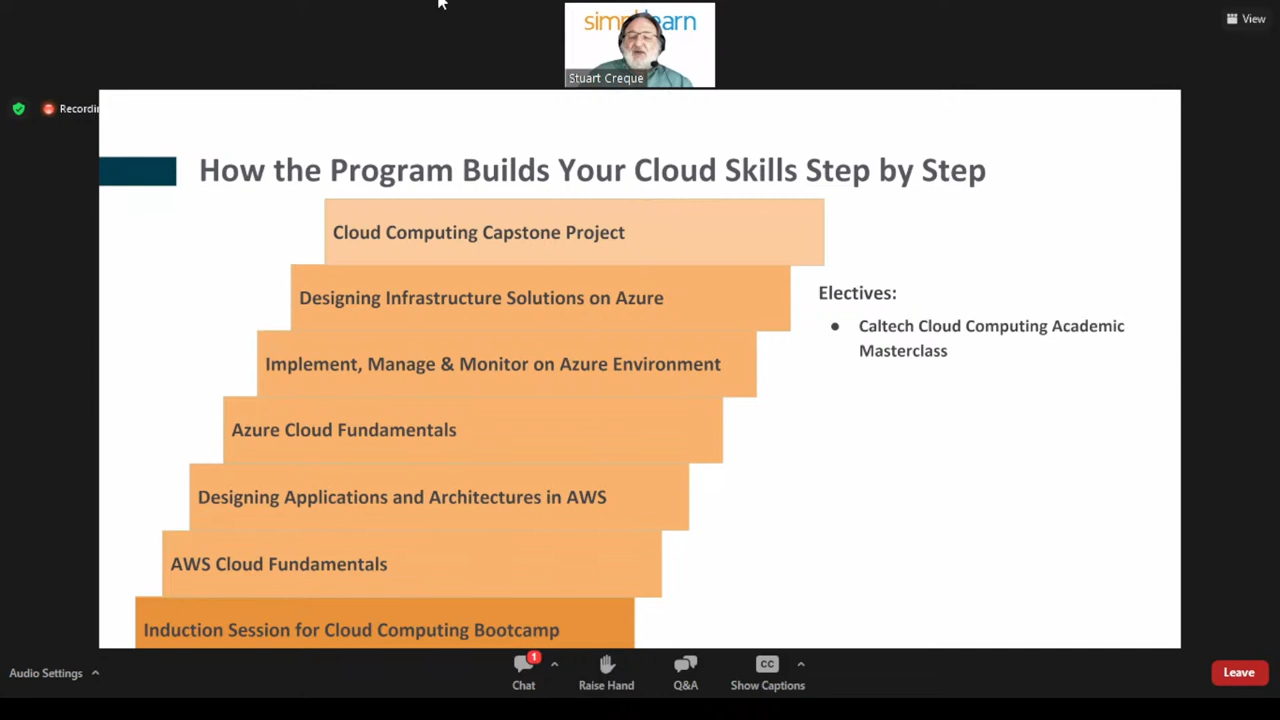 simplilearn
Stuart Creque
View
Recordin
How the Program Builds Your Cloud Skills Step by Step
Cloud Computing Capstone Project
Designing Infrastructure Solutions on Azure
Implement, Manage & Monitor on Azure Environment
Azure Cloud Fundamentals
Designing Applications and Architectures in AWS
AWS Cloud Fundamentals
Induction Session for Cloud Computing Bootcamp
Electives:
● Caltech Cloud Computing Academic
Masterclass
Audio Settings
1
Chat
Raise Hand
Q&A
CC
Show Captions
Leave